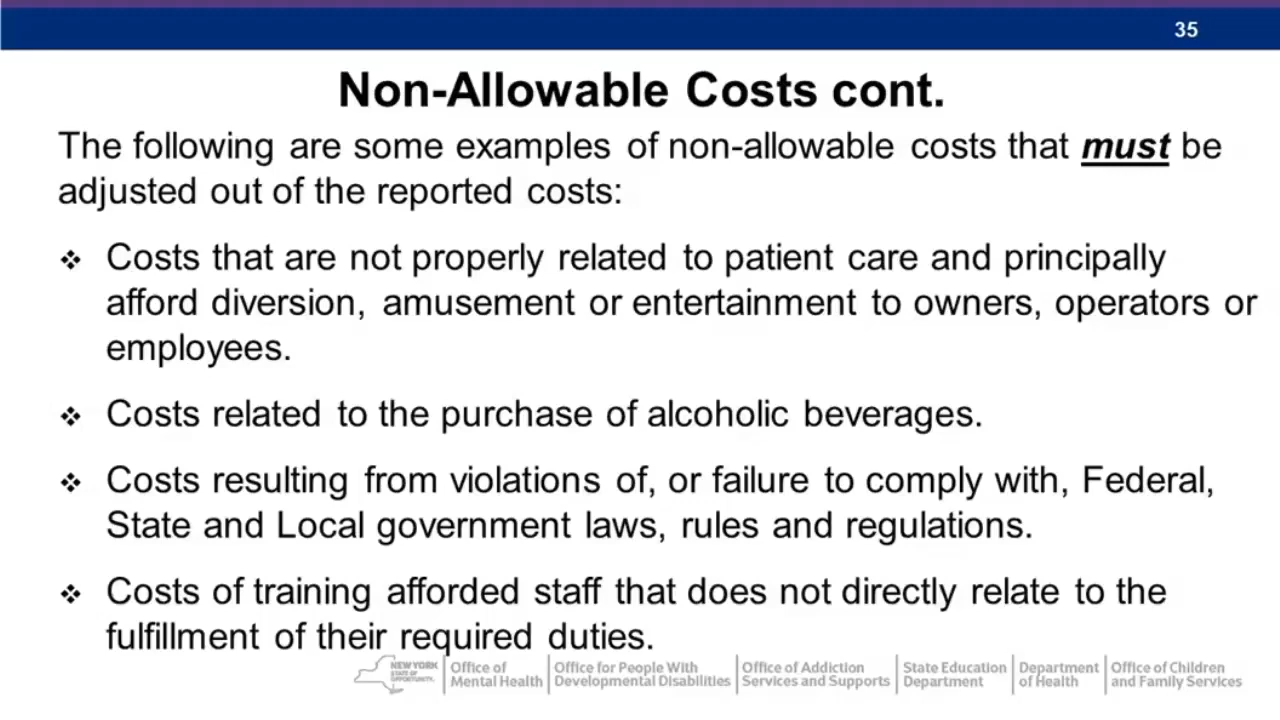 35
Non-Allowable Costs cont.
The following are some examples of non-allowable costs that must be
adjusted out of the reported costs:
❖ Costs that are not properly related to patient care and principally
afford diversion, amusement or entertainment to owners, operators or
employees.
❖ Costs related to the purchase of alcoholic beverages.
❖ Costs resulting from violations of, or failure to comply with, Federal,
State and Local government laws, rules and regulations.
❖ Costs of training afforded staff that does not directly relate to the
fulfillment of their required duties.
NEW YORK
STATE OF
OPPORTUNITY.
Office of
Mental Health
Office for People With
Developmental Disabilities
Office of Addiction
Services and Supports
State Education
Department
Department
of Health
Office of Children
and Family Services